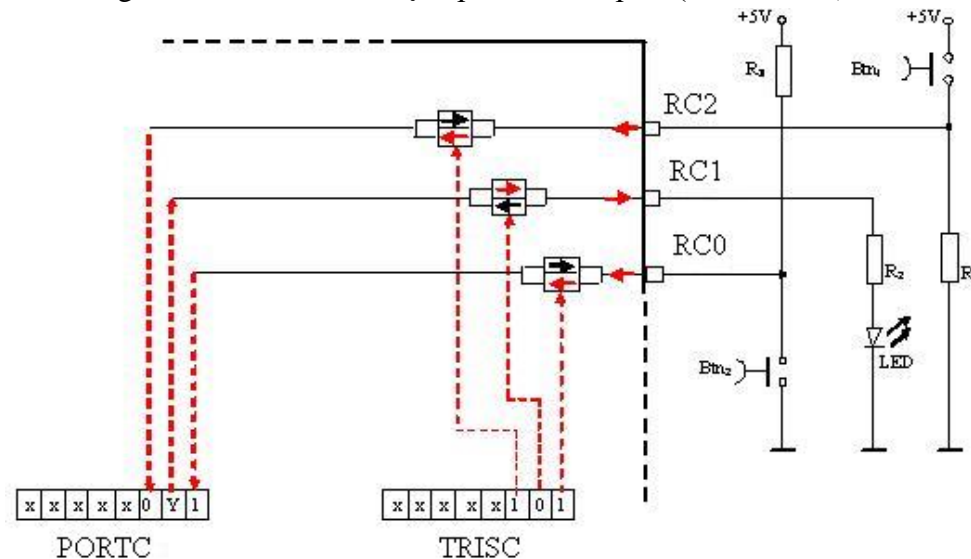 +5V
+5V
R₃
Btn₁
RC2
RC1
RC0
R₂
R
Btn₂
LED
x x x x x 0 Y 1
x x x x x 1 0 1
PORTC
TRISC